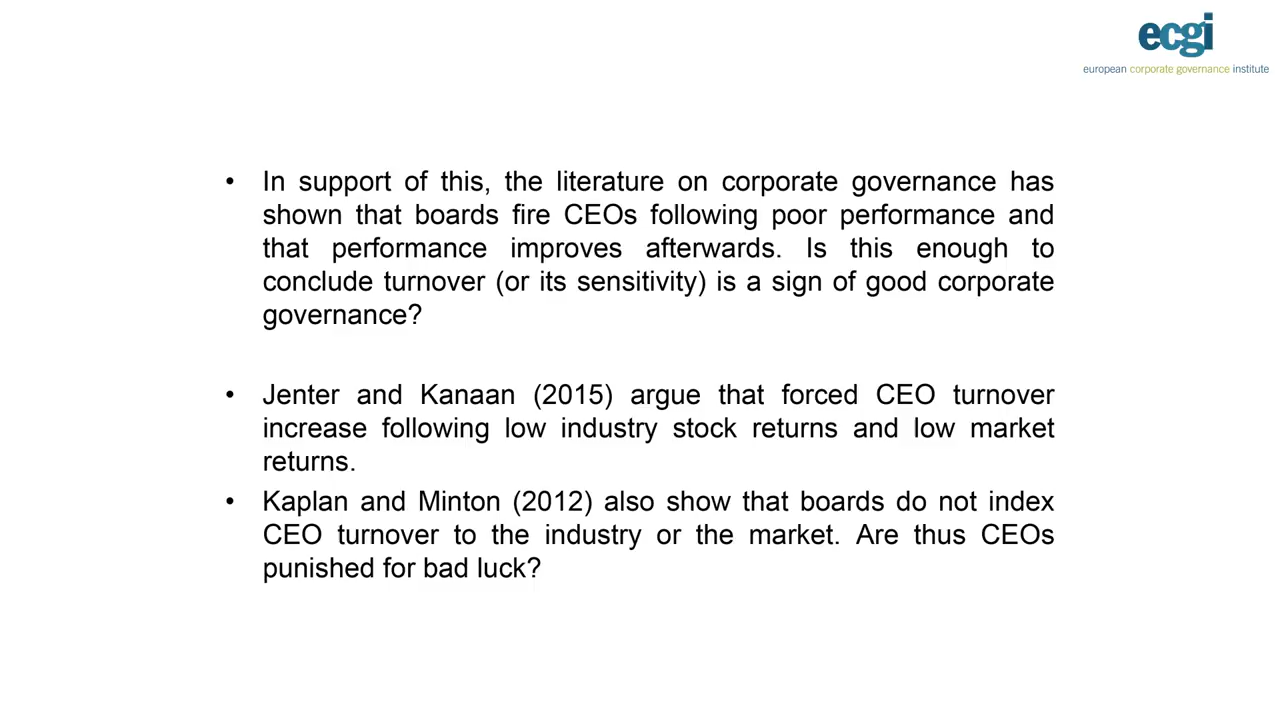 ecgi
european corporate governance institute
• In support of this, the literature on corporate governance has
shown that boards fire CEOs following poor performance and
that performance improves afterwards. Is this enough to
conclude turnover (or its sensitivity) is a sign of good corporate
governance?
• Jenter and Kanaan (2015) argue that forced CEO turnover
increase following low industry stock returns and low market
returns.
• Kaplan and Minton (2012) also show that boards do not index
CEO turnover to the industry or the market. Are thus CEOs
punished for bad luck?